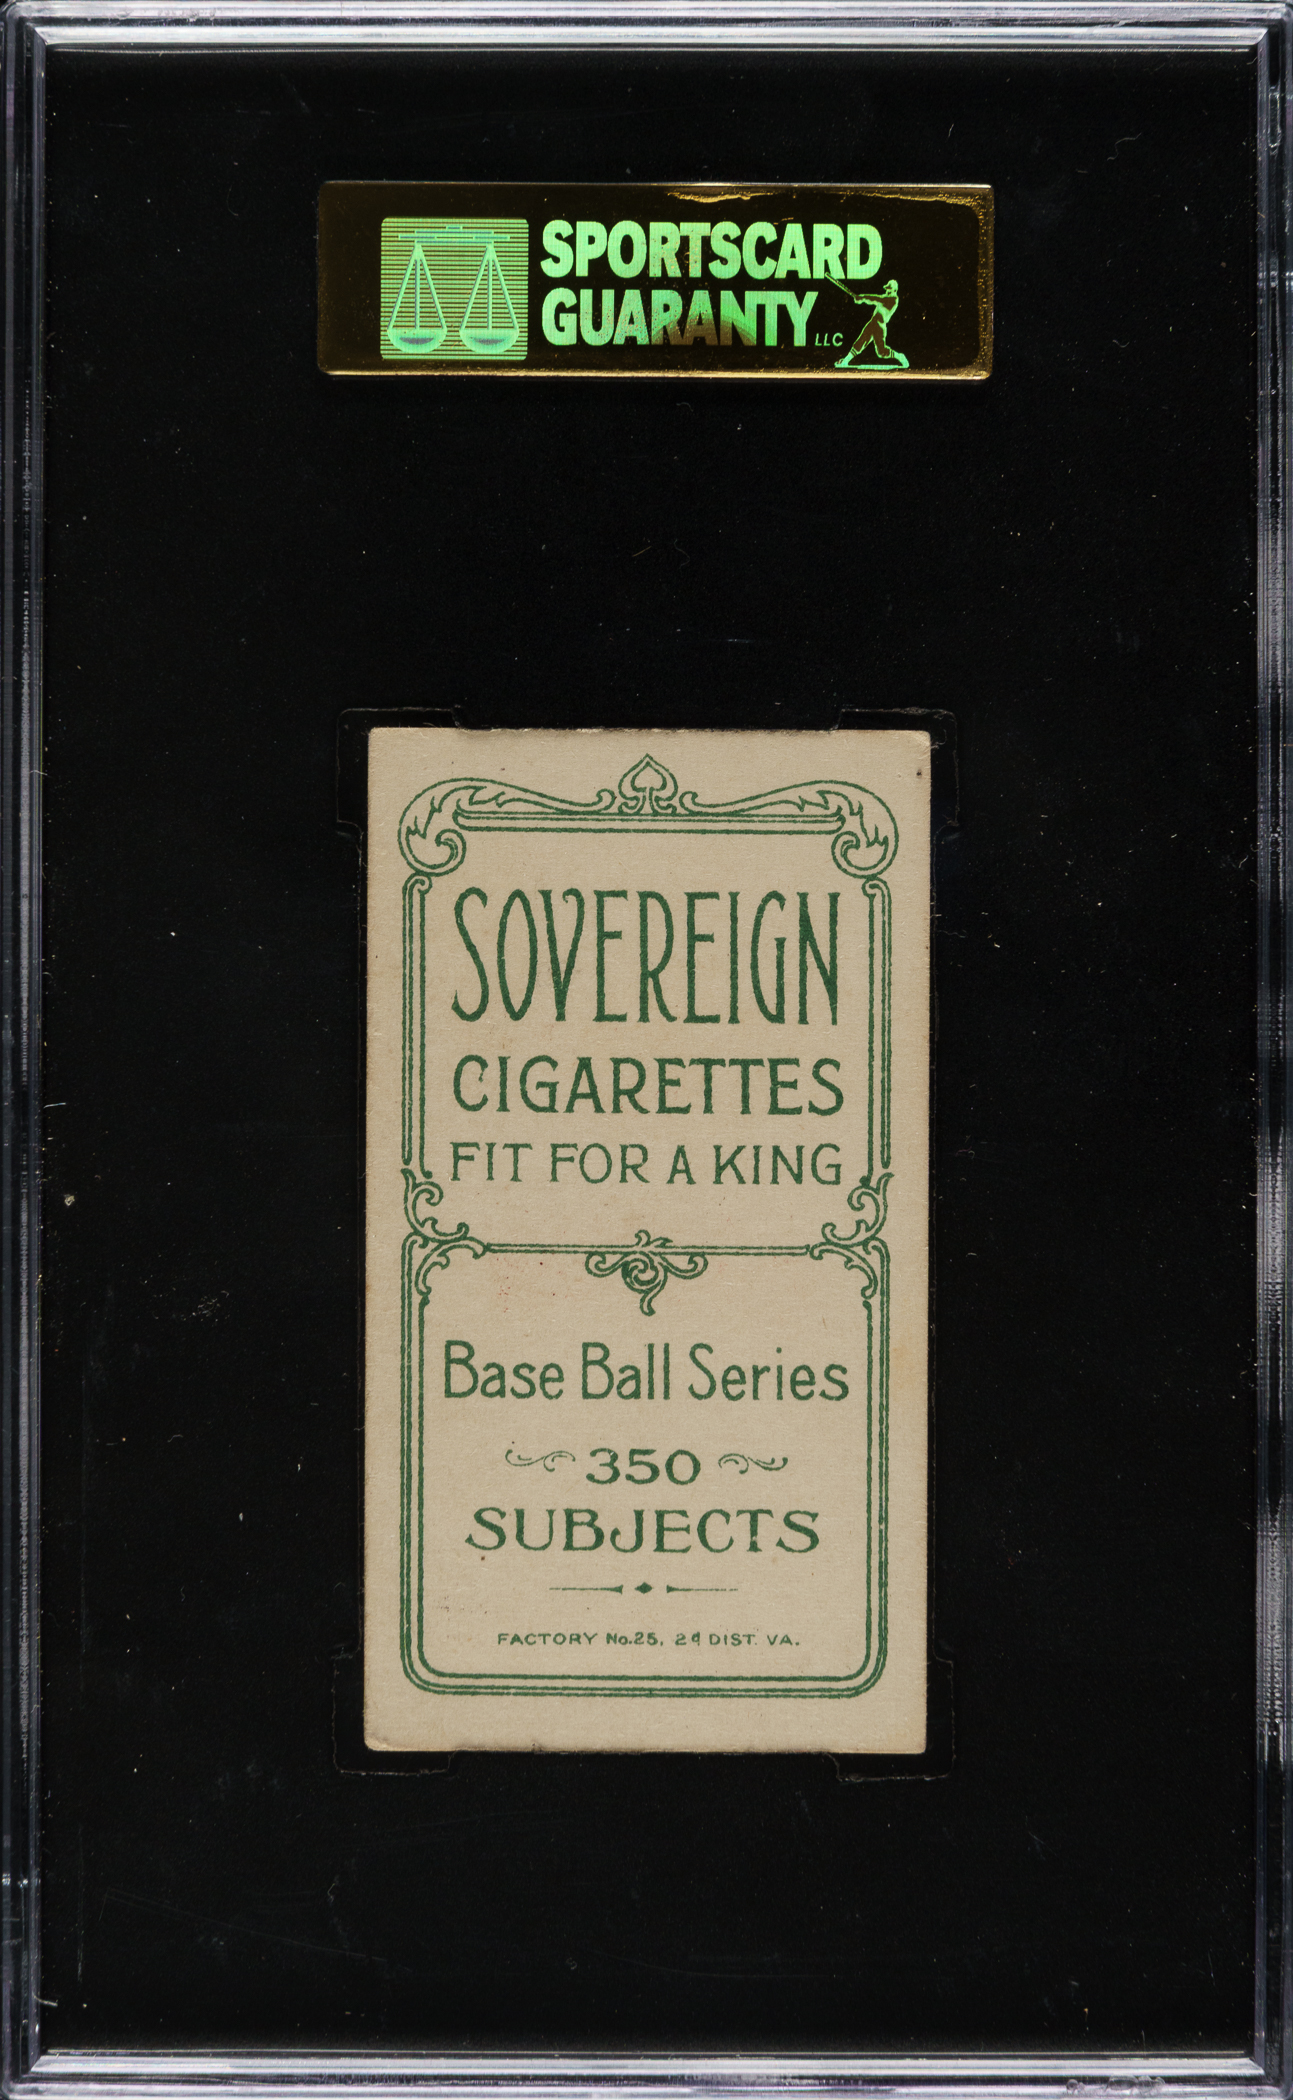 SPORTSCARD
GUARANTY LLC
SOVEREIGN
CIGARETTES
FIT FOR A KING
Base Ball Series
350
SUBJECTS
FACTORY No.25, 2d DIST. VA.